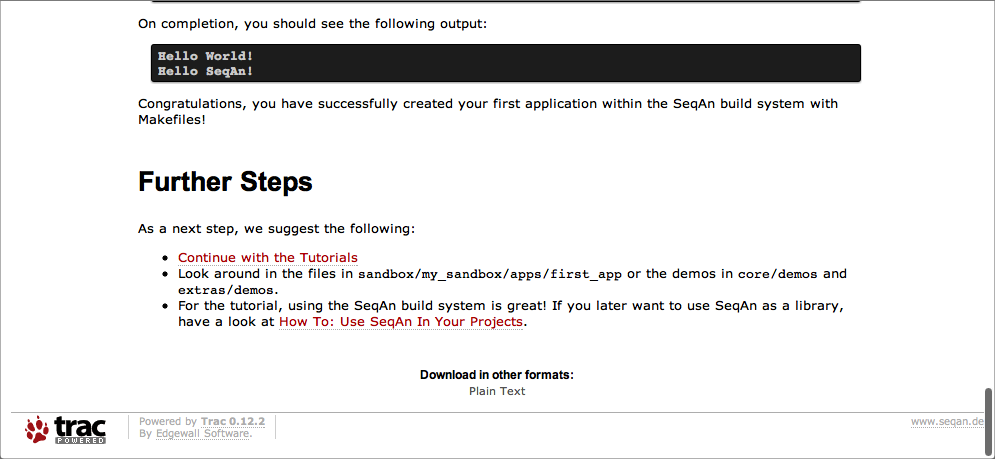 On completion, you should see the following output:
Hello World!
Hello SeqAn!
Congratulations, you have successfully created your first application within the SeqAn build system with
Makefiles!
Further Steps
As a next step, we suggest the following:
• Continue with the Tutorials
• Look around in the files in sandbox/my_sandbox/apps/first_app or the demos in core/demos and
extras/demos.
• For the tutorial, using the SeqAn build system is great! If you later want to use SeqAn as a library,
have a look at How To: Use SeqAn In Your Projects.
Download in other formats:
Plain Text
trac
POWERED
Powered by Trac 0.12.2
By Edgewall Software.
www.seqan.de